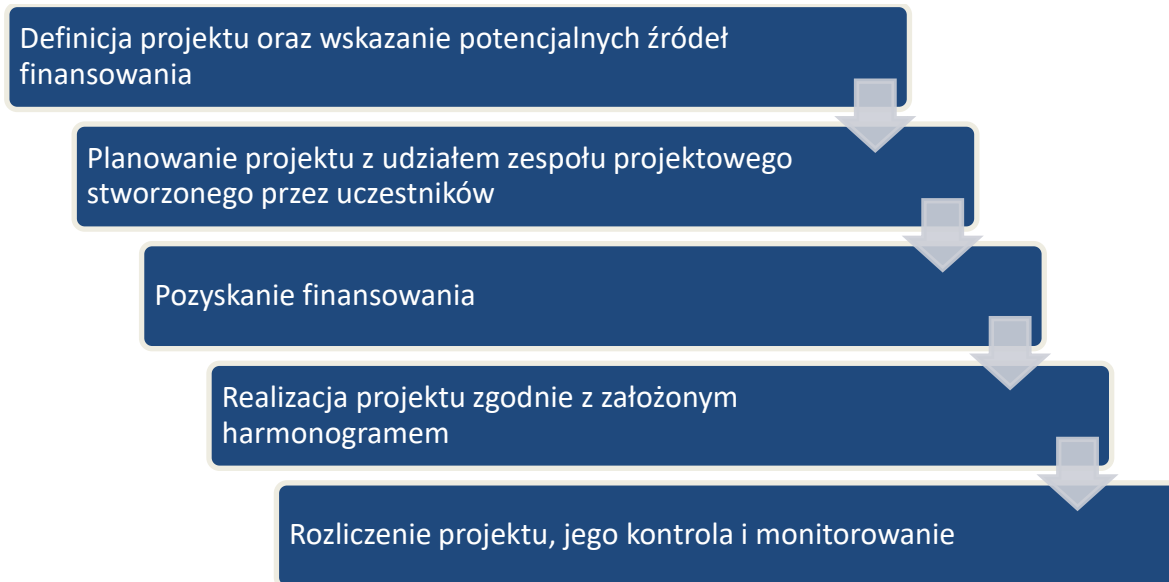 Definicja projektu oraz wskazanie potencjalnych źródeł
finansowania
Planowanie projektu z udziałem zespołu projektowego
stworzonego przez uczestników
Pozyskanie finansowania
Realizacja projektu zgodnie z założonym
harmonogramem
Rozliczenie projektu, jego kontrola i monitorowanie